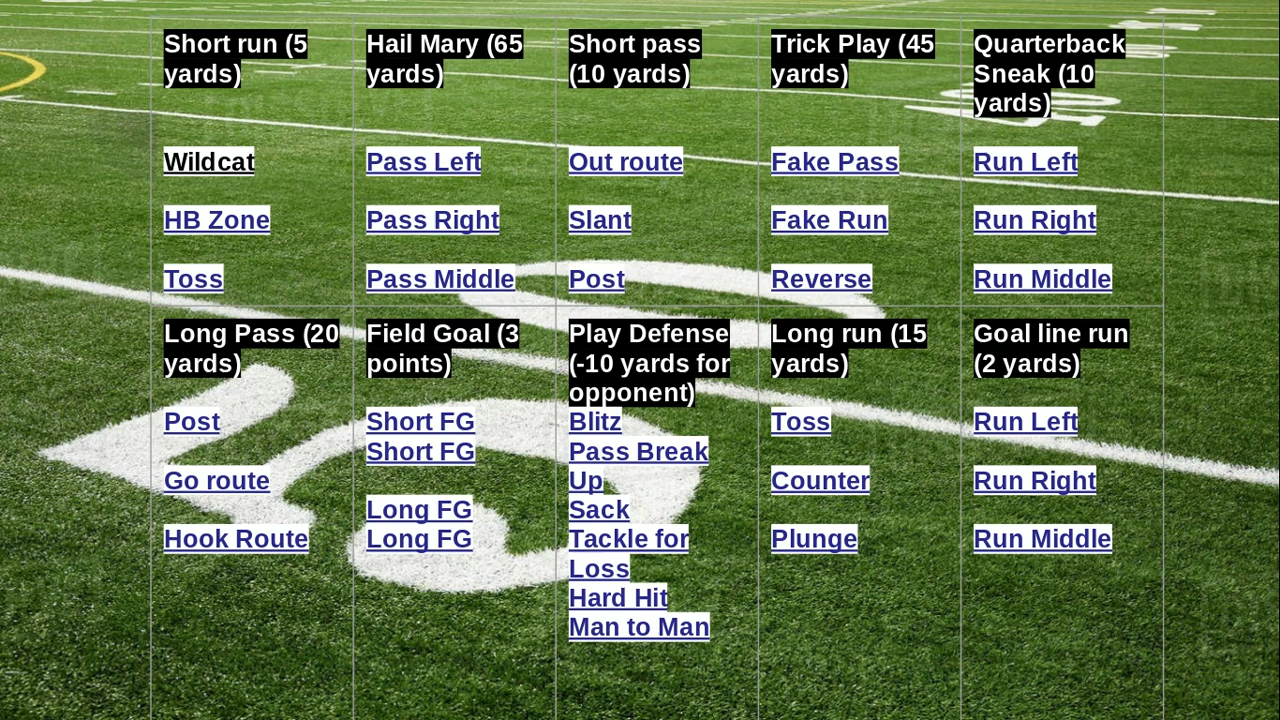 Short run (5
yards)
Wildcat
HB Zone
Toss
Hail Mary (65
yards)
Pass Left
Pass Right
Pass Middle
Short pass
(10 yards)
Out route
Slant
Post
Trick Play (45
yards)
Fake Pass
Fake Run
Reverse
Quarterback
Sneak (10
yards)
Run Left
Run Right
Run Middle
Long Pass (20
yards)
Post
Go route
Hook Route
Field Goal (3
points)
Short FG
Short FG
Long FG
Long FG
Play Defense
(-10 yards for
opponent)
Blitz
Pass Break
Up
Sack
Tackle for
Loss
Hard Hit
Man to Man
Long run (15
yards)
Toss
Counter
Plunge
Goal line run
(2 yards)
Run Left
Run Right
Run Middle
50